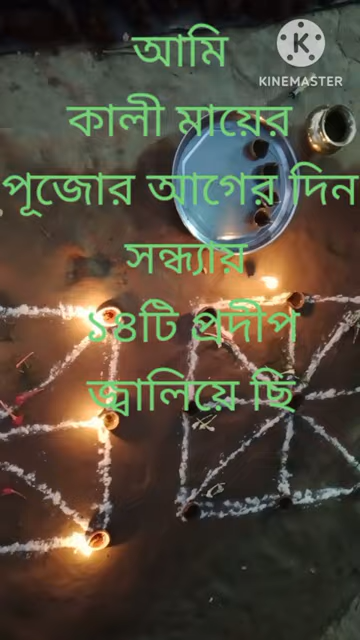 KINEMASTER
আমি
কালী মায়ের
পূজোর আগের দিন
সন্ধ্যায়
১৪টি প্রদীপ
জ্বালিয়ে ছি